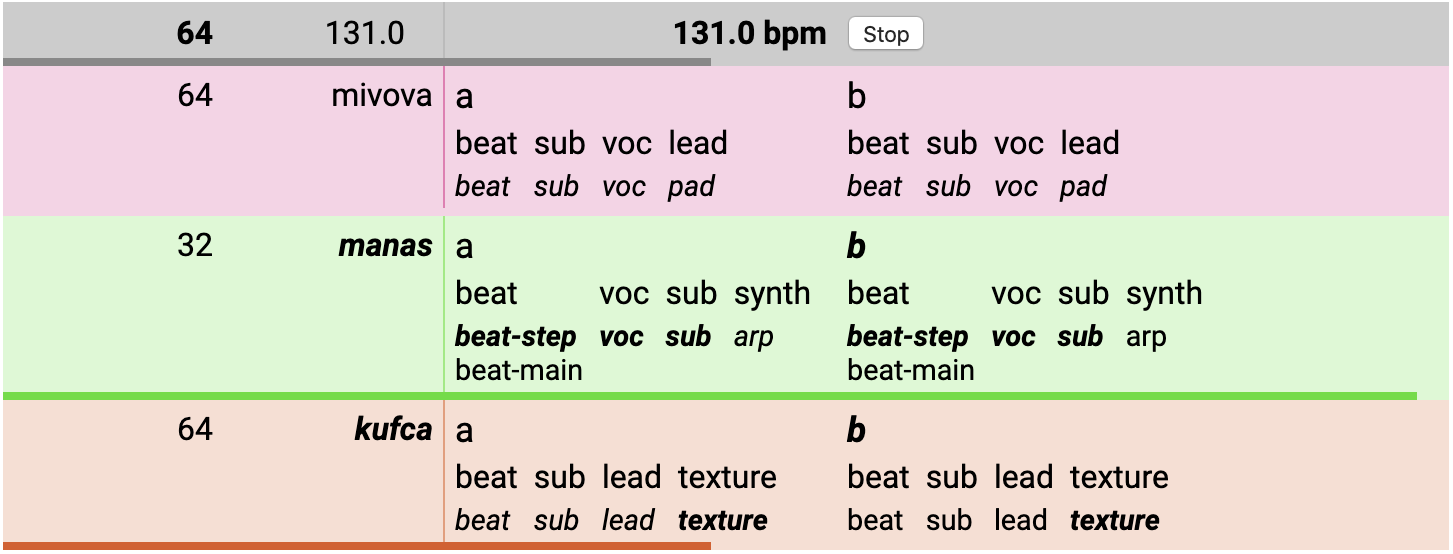 64 131.0 131.0 bpm Stop
64 mivova a b
beat sub voc lead beat sub voc lead
beat sub voc pad beat sub voc pad
32 manas a b
beat voc sub synth beat voc sub synth
beat-step voc sub arp beat-step voc sub arp
beat-main beat-main
64 kufca a b
beat sub lead texture beat sub lead texture
beat sub lead texture beat sub lead texture